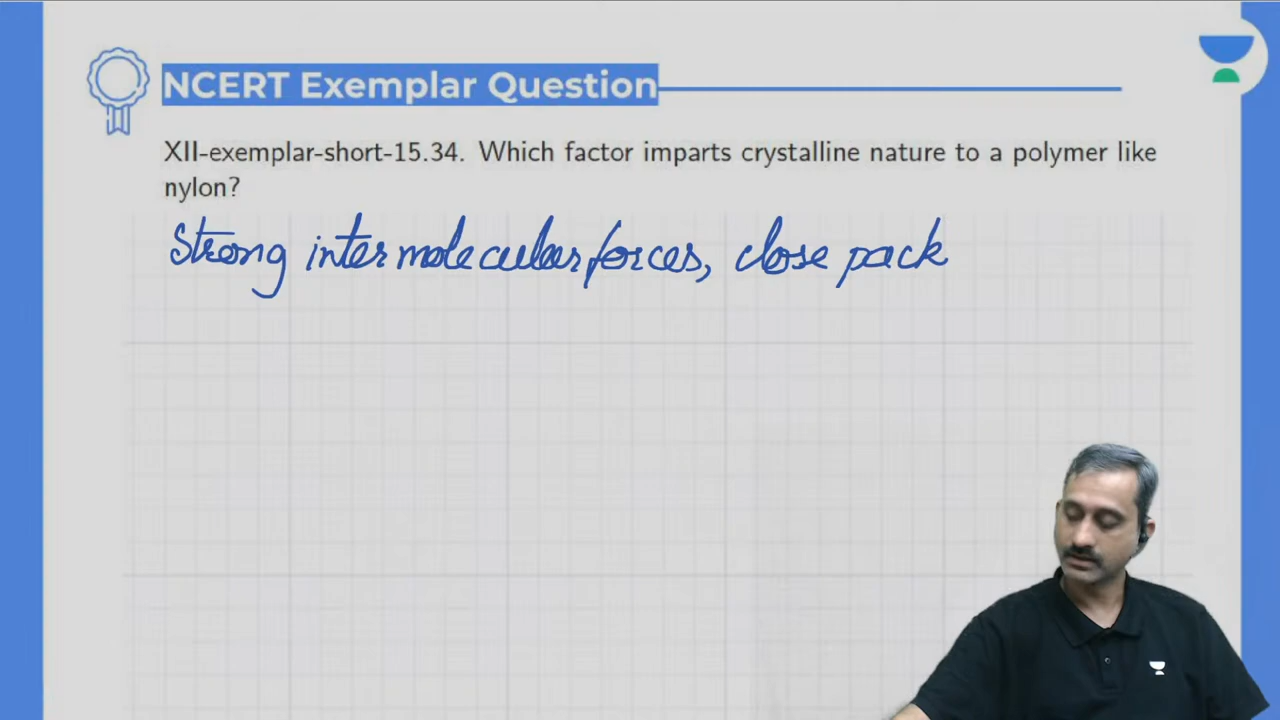 NCERT Exemplar Question
XII-exemplar-short-15.34. Which factor imparts crystalline nature to a polymer like
nylon?
Strong intermolecular forces, close pack